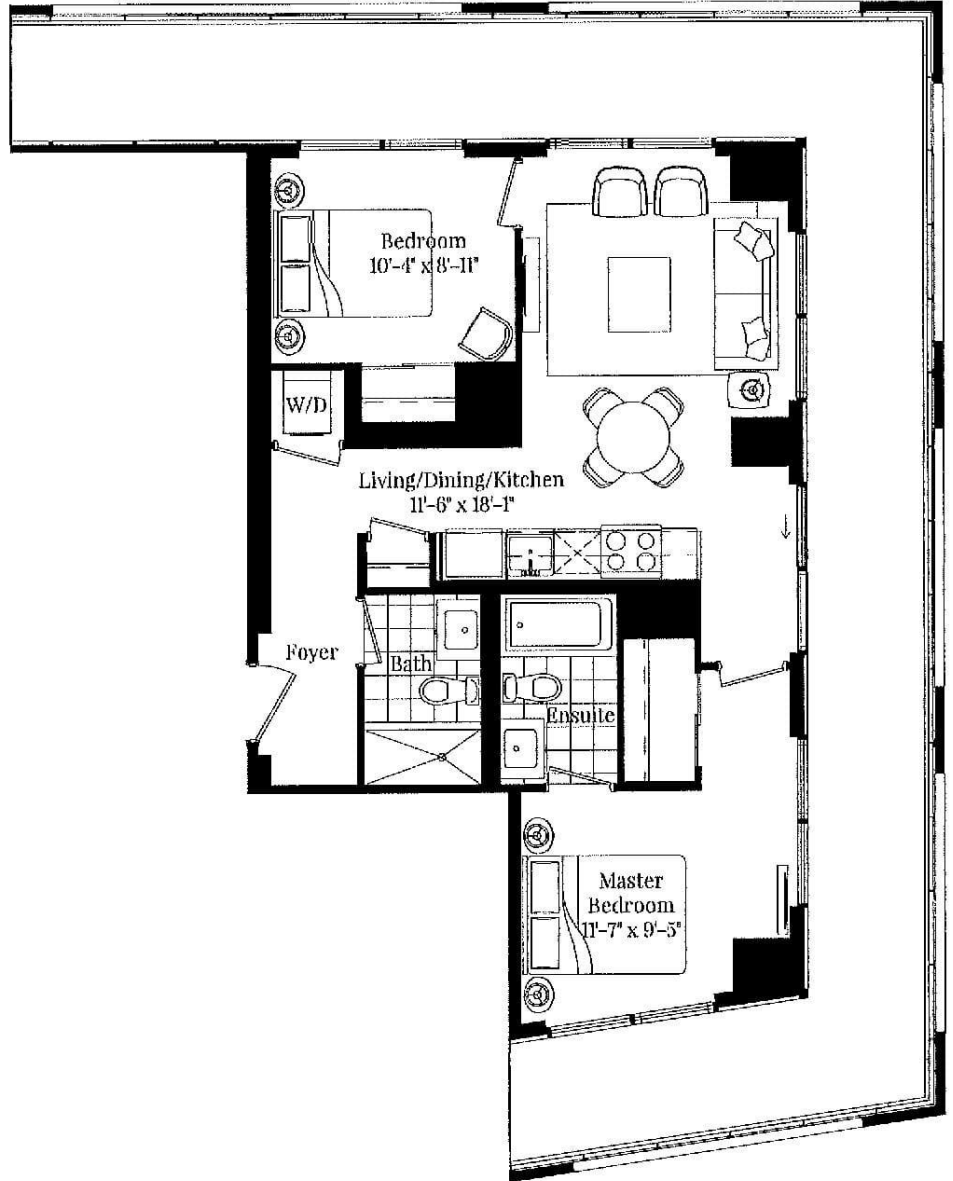 Bedroom
10'-4" x 8'-11"
W/D
Living/Dining/Kitchen
11'-6" x 18'-1"
Foyer
Bath
Ensuite
Master
Bedroom
11'-7" x 9'-5"